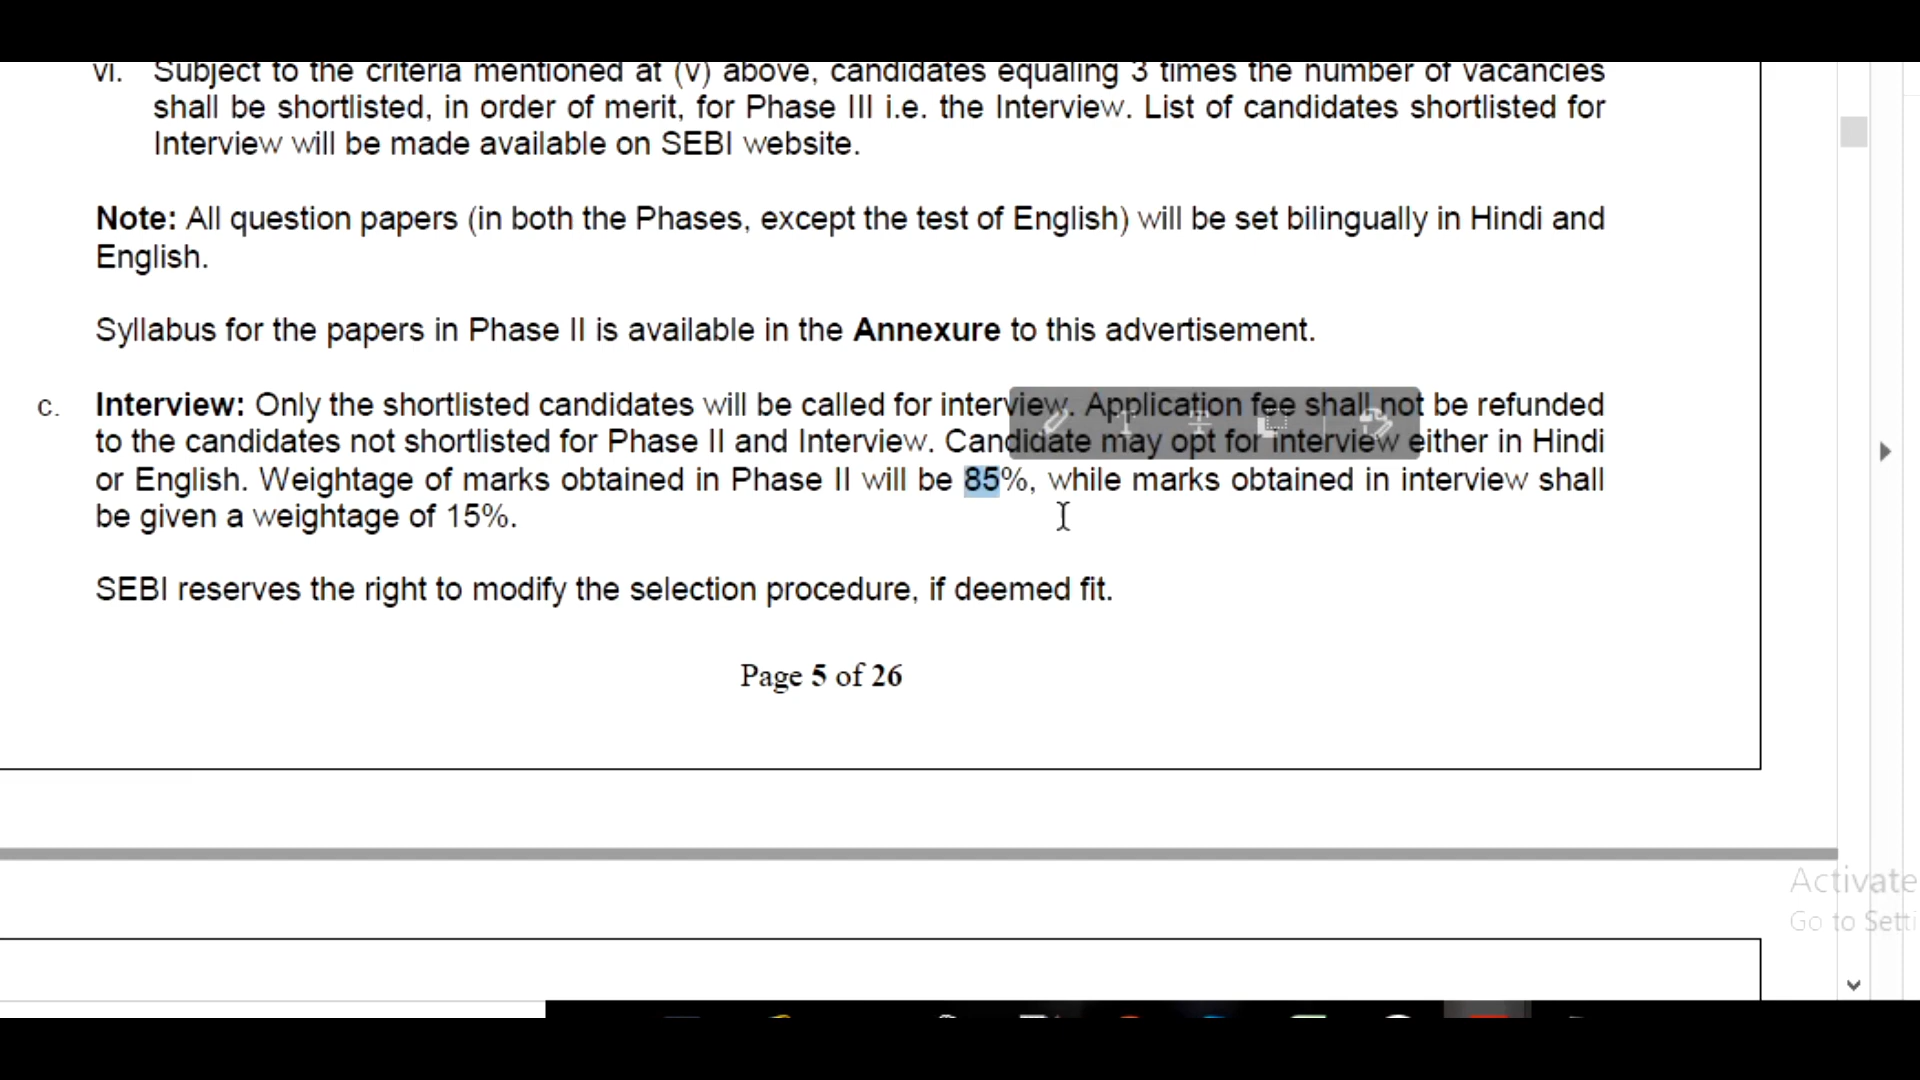 vi. Subject to the criteria mentioned at (v) above, candidates equaling 3 times the number of vacancies
shall be shortlisted, in order of merit, for Phase III i.e. the Interview. List of candidates shortlisted for
Interview will be made available on SEBI website.
Note: All question papers (in both the Phases, except the test of English) will be set bilingually in Hindi and
English.
Syllabus for the papers in Phase II is available in the Annexure to this advertisement.
c. Interview: Only the shortlisted candidates will be called for interview. Application fee shall not be refunded
to the candidates not shortlisted for Phase II and Interview. Candidate may opt for interview either in Hindi
or English. Weightage of marks obtained in Phase II will be 85%, while marks obtained in interview shall
be given a weightage of 15%.
SEBI reserves the right to modify the selection procedure, if deemed fit.
Page 5 of 26
Activate
Go to Setti